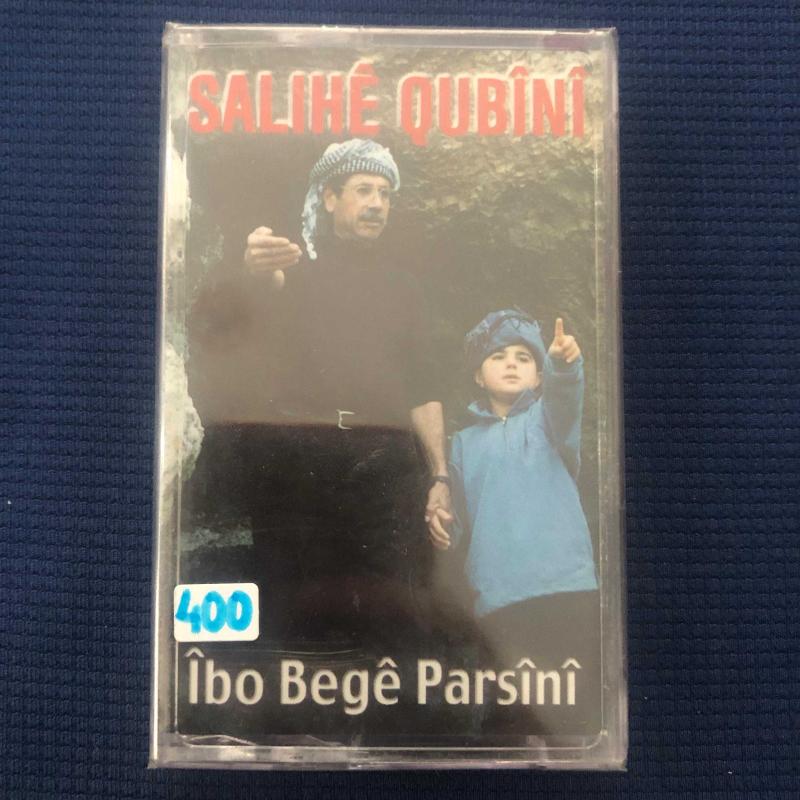 SALIHÊ QUBÎNÎ
400
Îbo Begê Parsînî